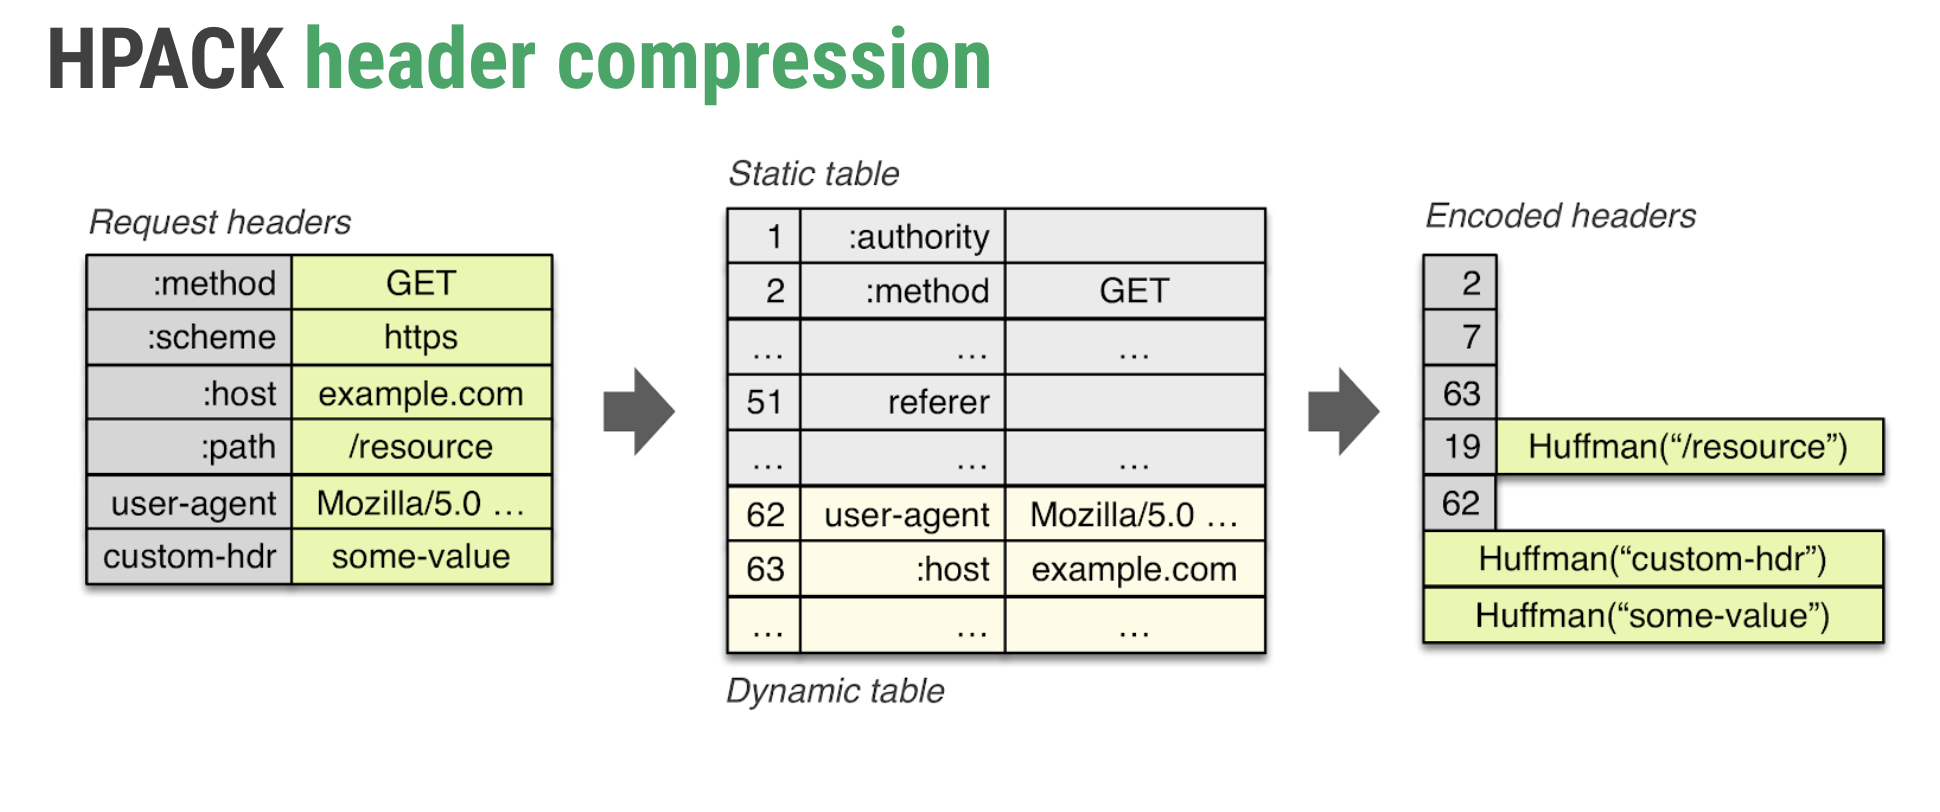 HPACK header compression
Request headers
:method GET
:scheme https
:host example.com
:path /resource
user-agent Mozilla/5.0 …
custom-hdr some-value
Static table
1 :authority
2 :method GET
… … …
51 referer
… … …
62 user-agent Mozilla/5.0 …
63 :host example.com
… … …
Dynamic table
Encoded headers
2
7
63
19 Huffman(“/resource”)
62
Huffman(“custom-hdr”)
Huffman(“some-value”)